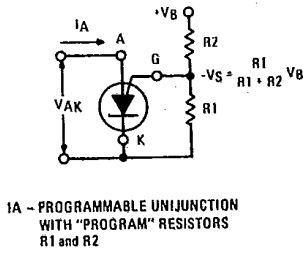 +VB
IA
A
G
R2
-VS = R1 / R1 + R2 VB
VAK
R1
K
1A – PROGRAMMABLE UNIJUNCTION
WITH "PROGRAM" RESISTORS
R1 and R2